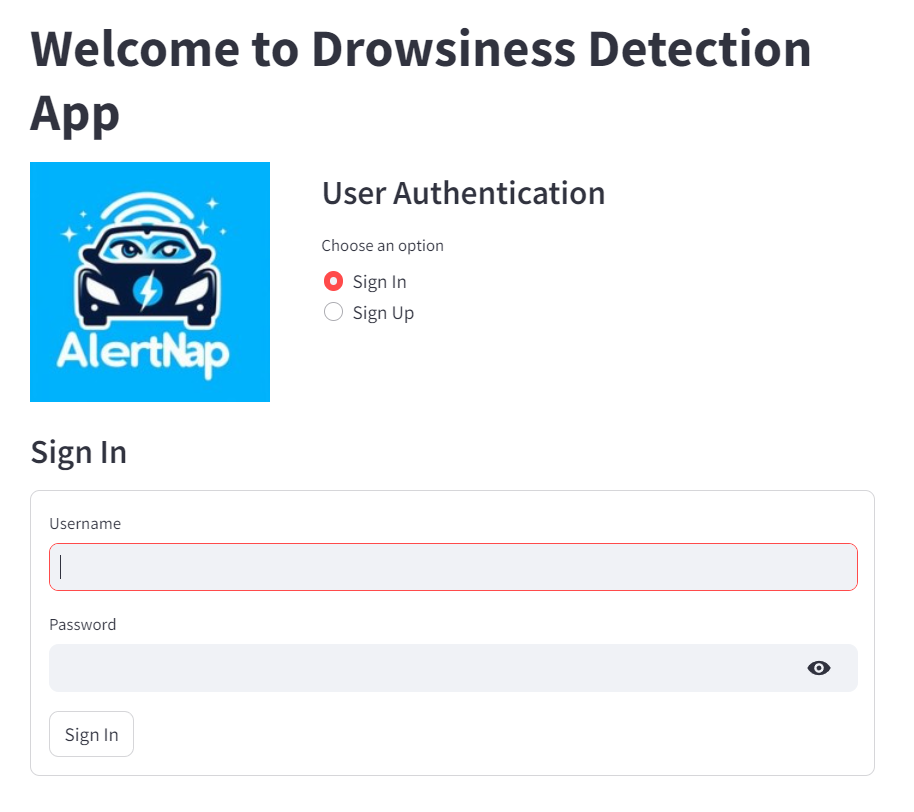 Welcome to Drowsiness Detection
App
AlertNap
User Authentication
Choose an option
Sign In
Sign Up
Sign In
Username
Password
Sign In